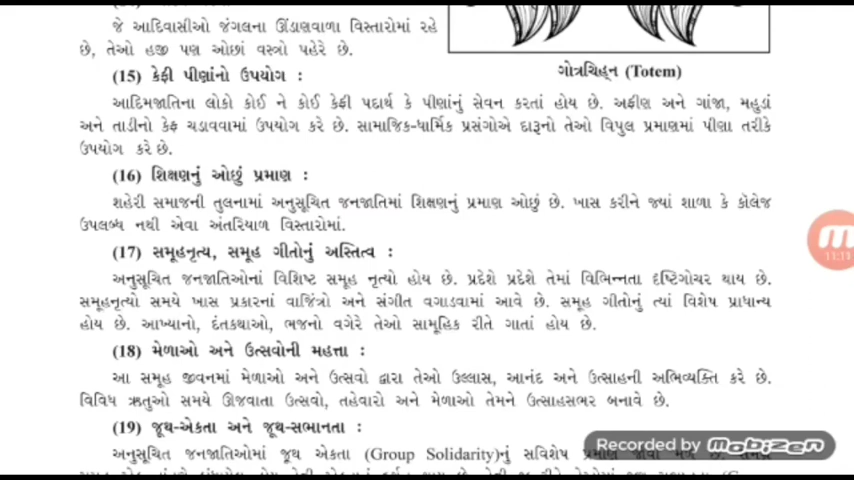 જે આદિવાસીઓ જંગલના ઊંડાણવાળા વિસ્તારોમાં રહે
છે, તેઓ હજી પણ ઓછાં વસ્ત્રો પહેરે છે.
ગોત્રચિહ્ન (Totem)
(15) કેફી પીણાંનો ઉપયોગ :
આદિમજાતિના લોકો કોઈ ને કોઈ કેફી પદાર્થ કે પીણાંનું સેવન કરતાં હોય છે. અફીણ અને ગાંજા, મહુડાં
અને તાડીનો કેફ ચડાવવામાં ઉપયોગ કરે છે. સામાજિક-ધાર્મિક પ્રસંગોએ દારૂનો તેઓ વિપુલ પ્રમાણમાં પીણા તરીકે
ઉપયોગ કરે છે.
(16) શિક્ષણનું ઓછું પ્રમાણ :
શહેરી સમાજની તુલનામાં અનુસૂચિત જનજાતિમાં શિક્ષણનું પ્રમાણ ઓછું છે. ખાસ કરીને જ્યાં શાળા કે કૉલેજ
ઉપલબ્ધ નથી એવા અંતરિયાળ વિસ્તારોમાં.
(17) સમૂહનૃત્ય, સમૂહ ગીતોનું અસ્તિત્વ :
અનુસૂચિત જનજાતિઓનાં વિશિષ્ટ સમૂહ નૃત્યો હોય છે. પ્રદેશે પ્રદેશે તેમાં વિભિન્નતા દૃષ્ટિગોચર થાય છે.
સમૂહનૃત્યો સમયે ખાસ પ્રકારનાં વાજિંત્રો અને સંગીત વગાડવામાં આવે છે. સમૂહ ગીતોનું ત્યાં વિશેષ પ્રાધાન્ય
હોય છે. આખ્યાનો, દંતકથાઓ, ભજનો વગેરે તેઓ સામૂહિક રીતે ગાતાં હોય છે.
(18) મેળાઓ અને ઉત્સવોની મહત્તા :
આ સમૂહ જીવનમાં મેળાઓ અને ઉત્સવો દ્વારા તેઓ ઉલ્લાસ, આનંદ અને ઉત્સાહની અભિવ્યક્તિ કરે છે.
વિવિધ ઋતુઓ સમયે ઊજવાતા ઉત્સવો, તહેવારો અને મેળાઓ તેમને ઉત્સાહસભર બનાવે છે.
(19) જૂથ-એકતા અને જૂથ-સભાનતા :
અનુસૂચિત જનજાતિઓમાં જૂથ એકતા (Group Solidarity)નું સવિશેષ પ્રમાણ
11:11
Recorded by mobizen